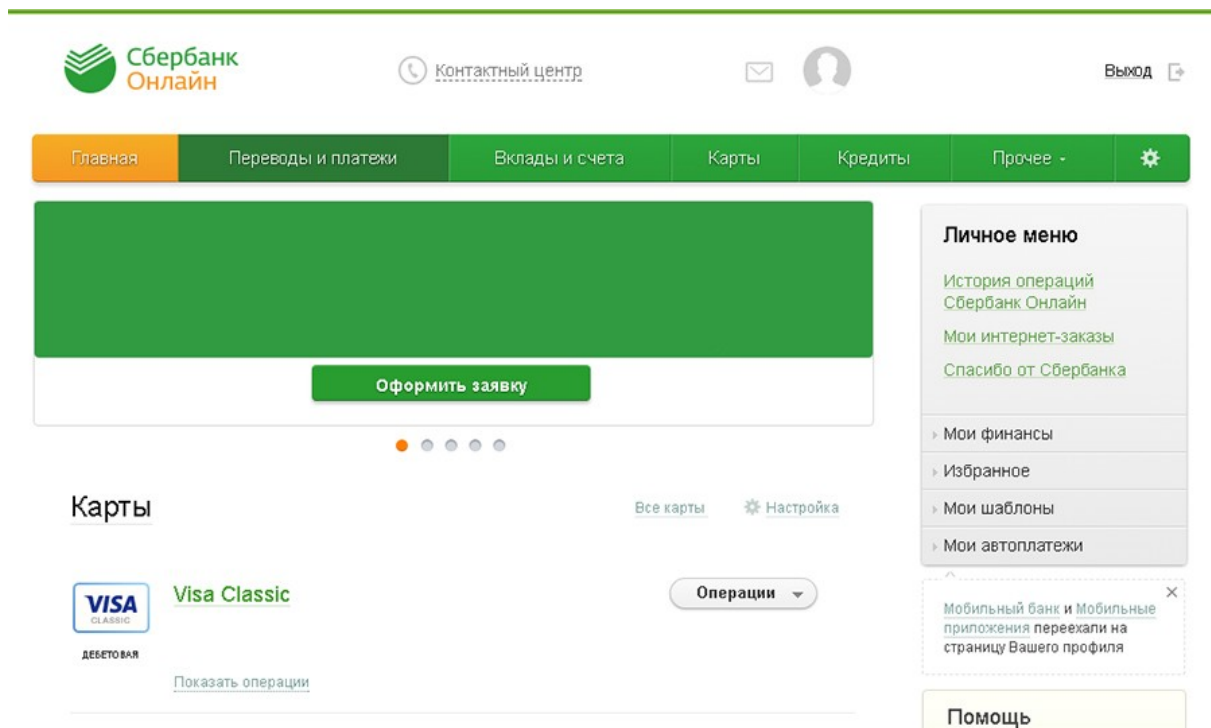 Сбербанк
Онлайн
Контактный центр
Выход
Главная
Переводы и платежи
Вклады и счета
Карты
Кредиты
Прочее
Оформить заявку
Личное меню
История операций
Сбербанк Онлайн
Мои интернет-заказы
Спасибо от Сбербанка
Мои финансы
Избранное
Мои шаблоны
Мои автоплатежи
Карты
Все карты
Настройка
VISA
CLASSIC
ДЕБЕТОВАЯ
Visa Classic
Операции
Показать операции
Мобильный банк и Мобильные
приложения переехали на
страницу Вашего профиля
Помощь